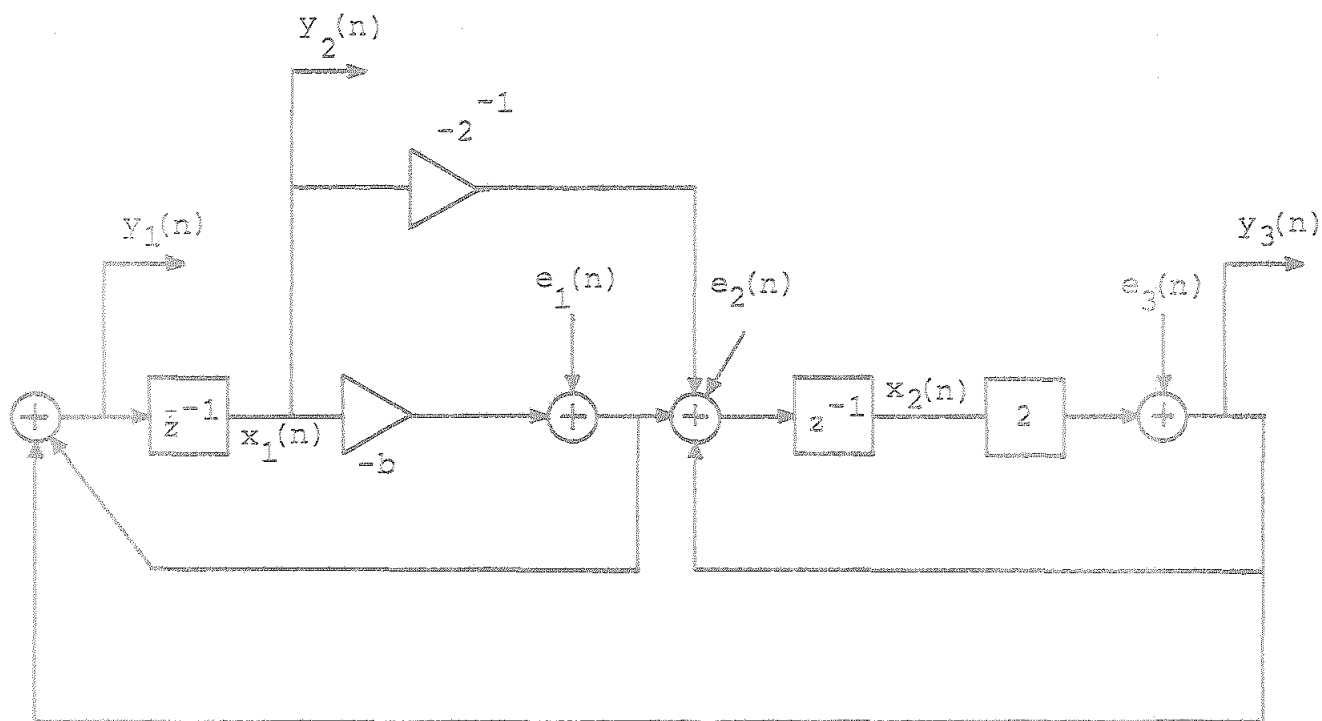 y₂(n)
-2⁻¹
y₁(n)
y₃(n)
e₁(n)
e₂(n)
e₃(n)
+
z⁻¹
x₁(n)
-b
+
+
z⁻¹
x₂(n)
2
+